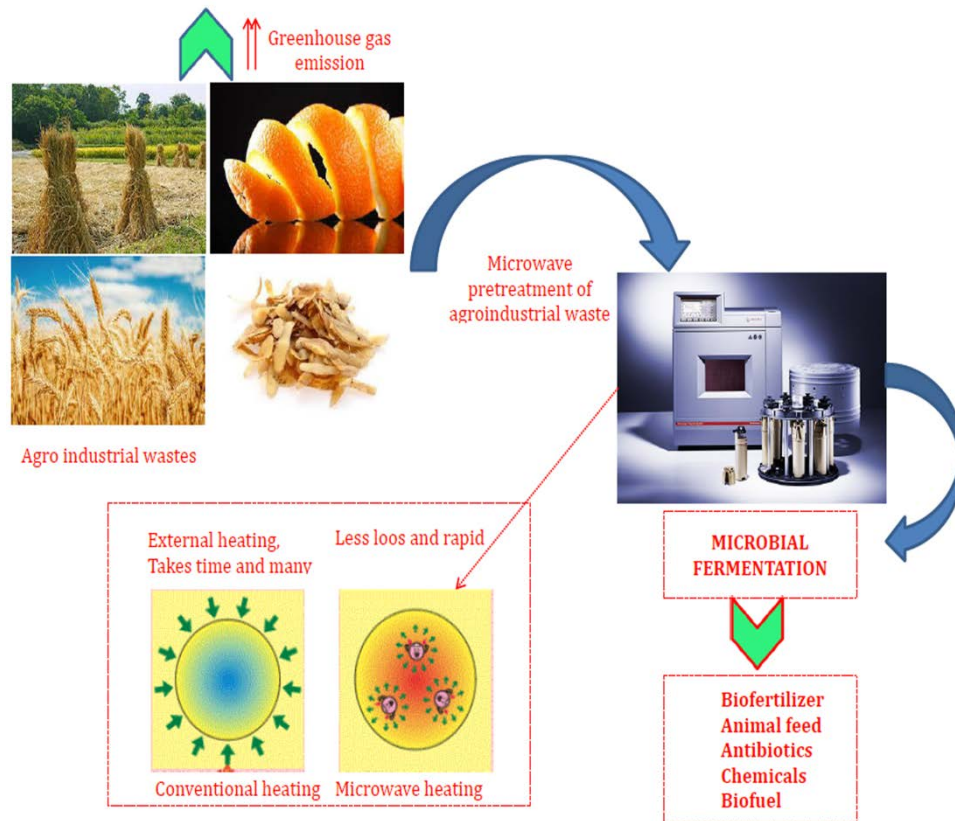 Greenhouse gas
emission
Microwave
pretreatment of
agroindustrial waste
Agro industrial wastes
External heating,
Takes time and many
Less loos and rapid
Conventional heating
Microwave heating
MICROBIAL
FERMENTATION
Biofertilizer
Animal feed
Antibiotics
Chemicals
Biofuel